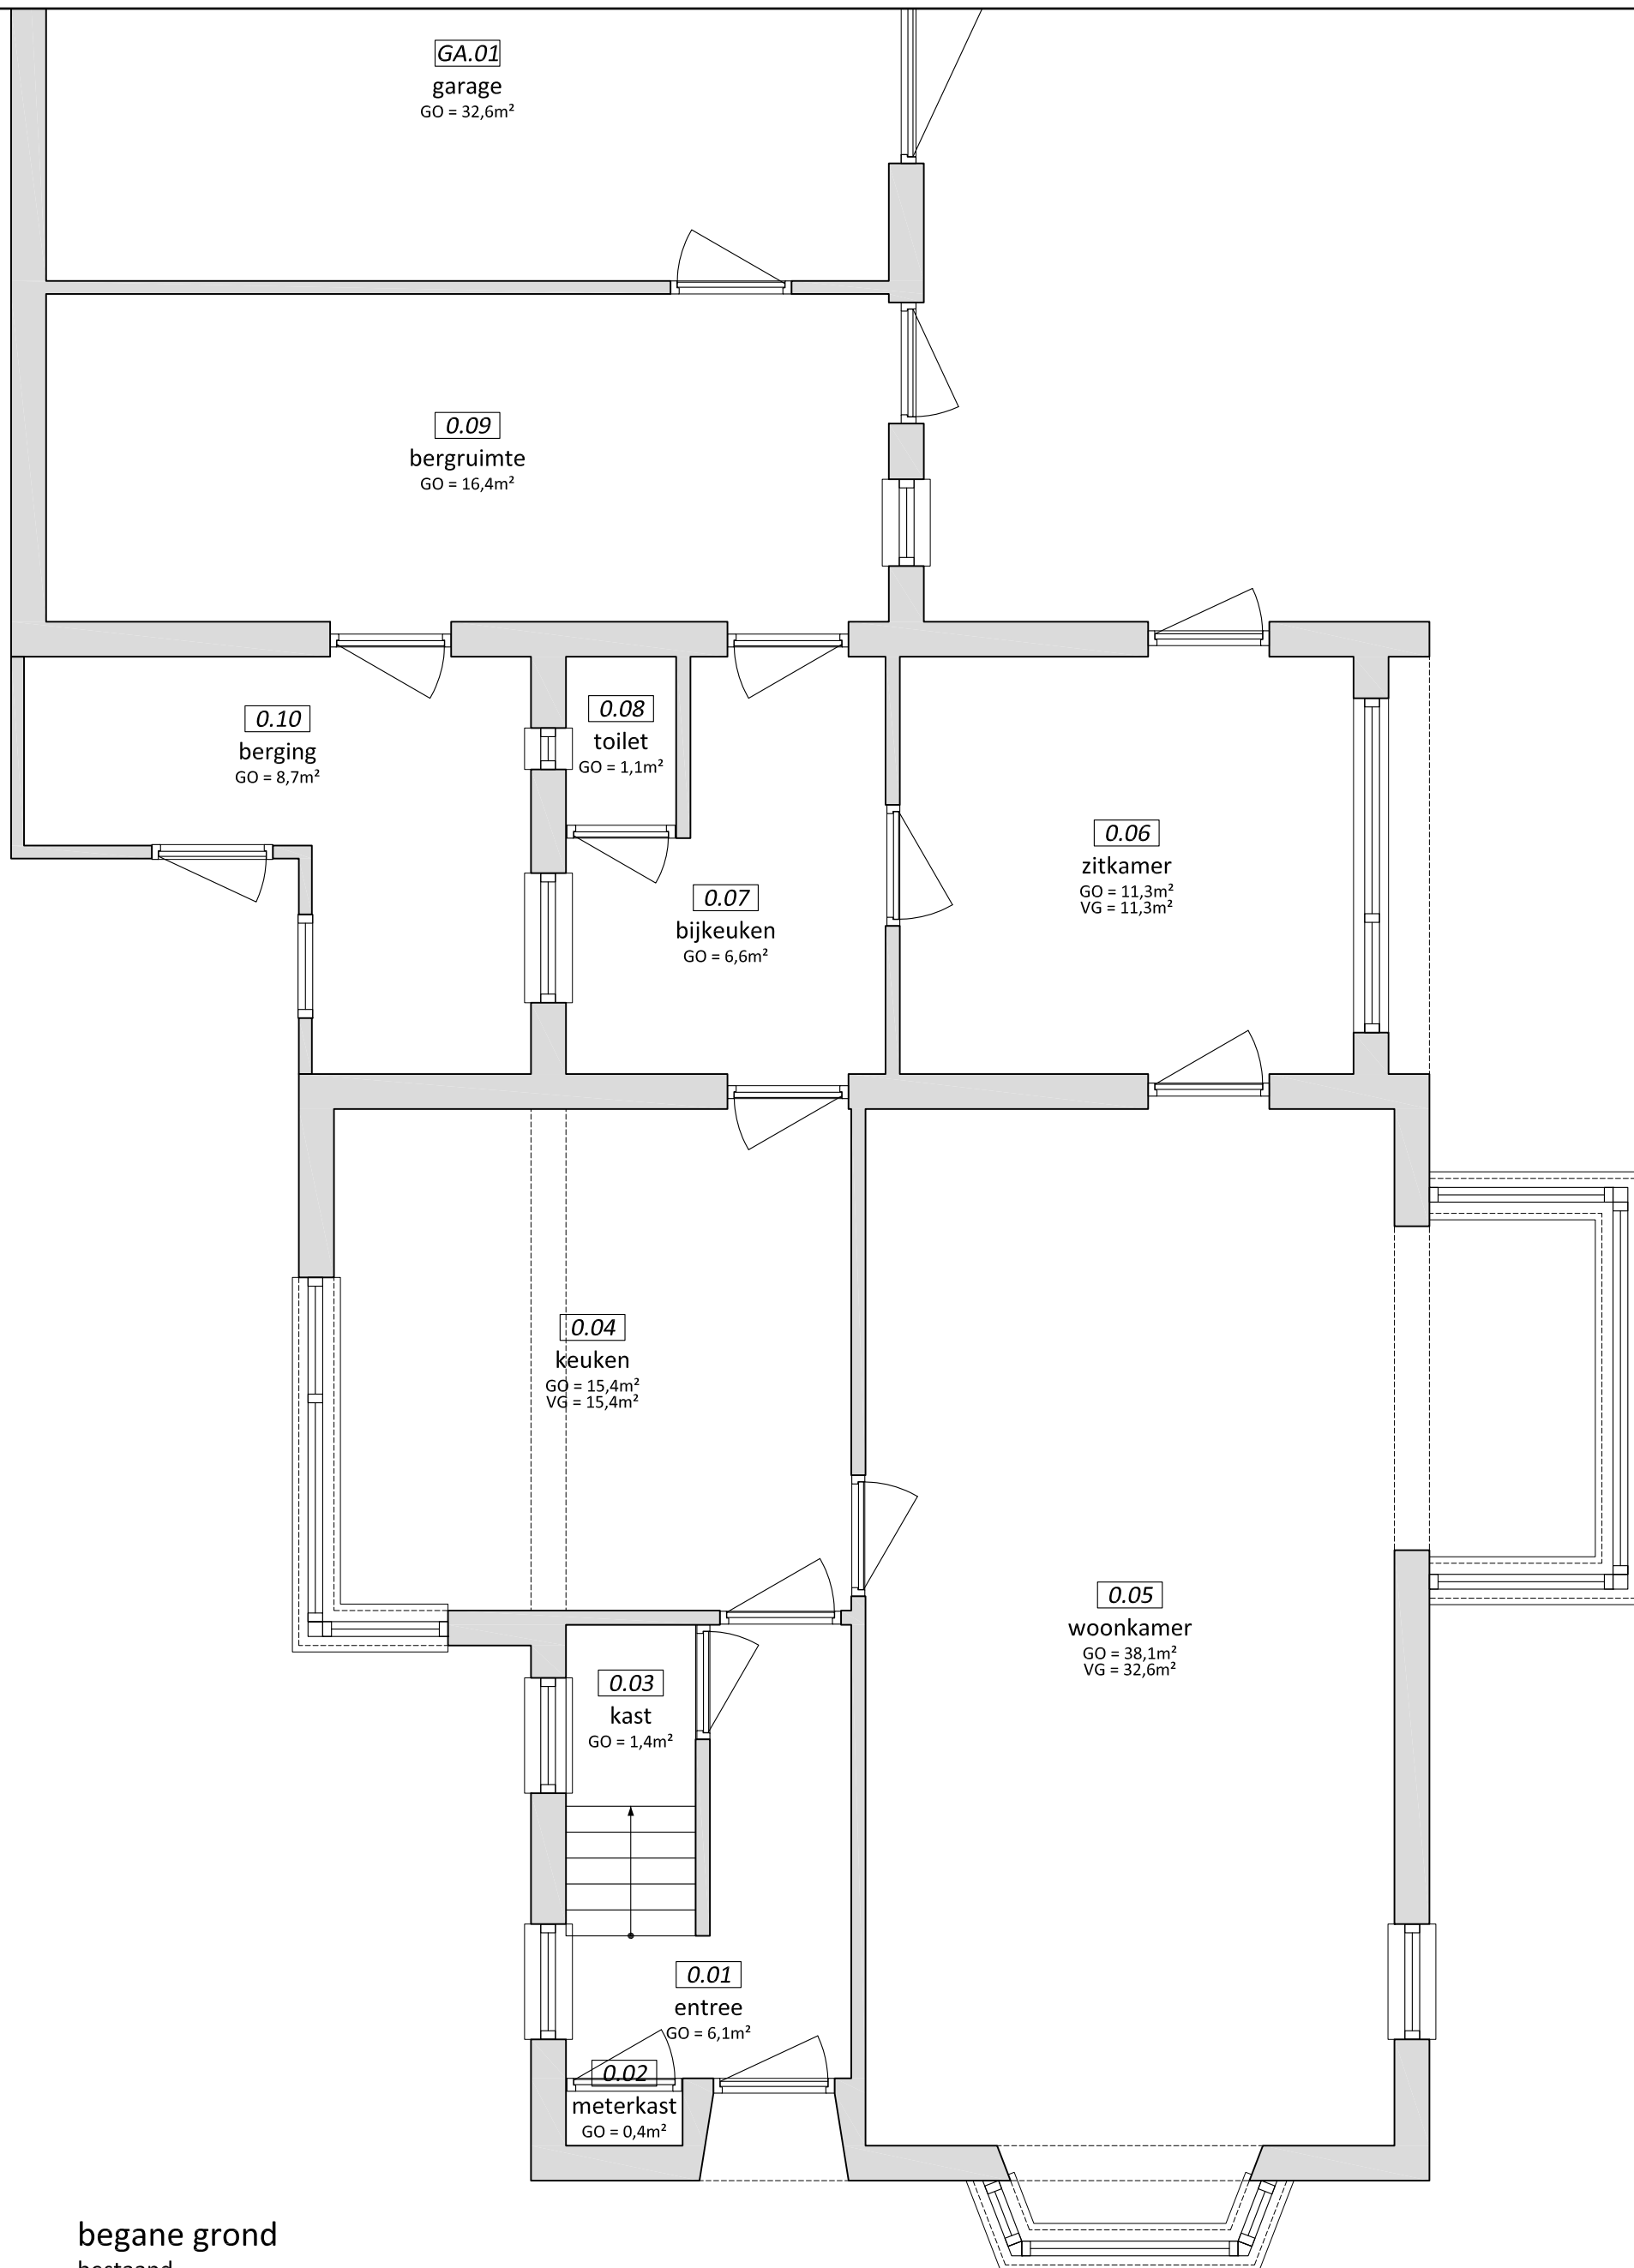 GA.01
garage
GO = 32,6m²
0.09
bergruimte
GO = 16,4m²
0.10
berging
GO = 8,7m²
0.08
toilet
GO = 1,1m²
0.07
bijkeuken
GO = 6,6m²
0.06
zitkamer
GO = 11,3m²
VG = 11,3m²
0.04
keuken
GO = 15,4m²
VG = 15,4m²
0.05
woonkamer
GO = 38,1m²
VG = 32,6m²
0.03
kast
GO = 1,4m²
0.01
entree
GO = 6,1m²
0.02
meterkast
GO = 0,4m²
begane grond
bestaand